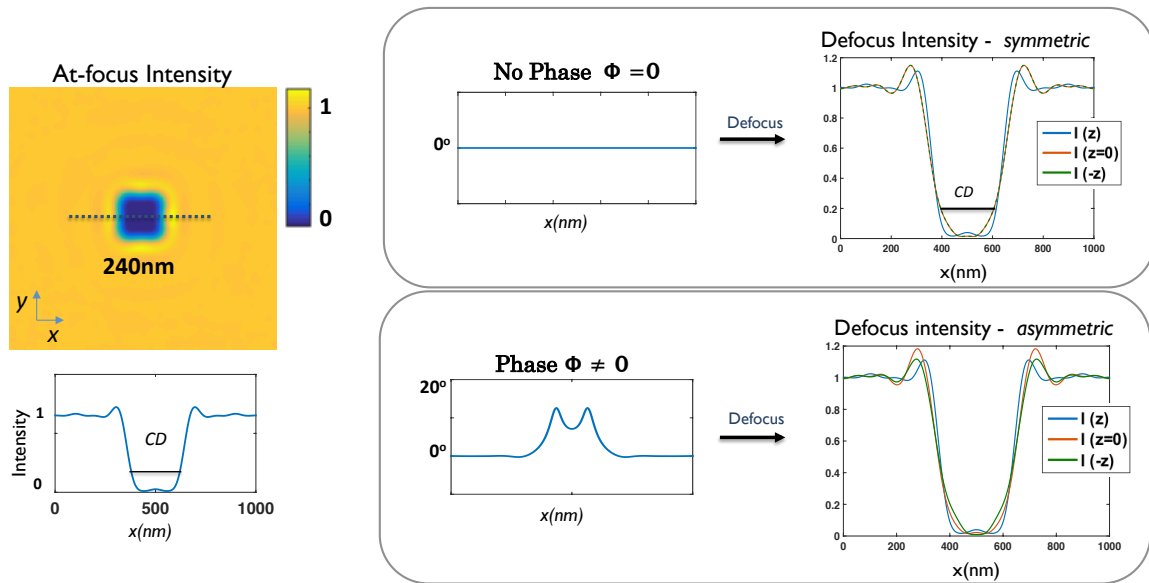 At-focus Intensity
1
0
240nm
y
x
Intensity
1
0
CD
0
500
1000
x(nm)
No Phase Φ =0
0º
x(nm)
Defocus
Defocus Intensity - symmetric
1.2
1
0.8
0.6
0.4
0.2
0
0 200 400 600 800 1000
x(nm)
CD
I (z)
I (z=0)
I (-z)
Phase Φ ≠ 0
20º
0º
x(nm)
Defocus
Defocus intensity - asymmetric
1.2
1
0.8
0.6
0.4
0.2
0
0 200 400 600 800 1000
x(nm)
I (z)
I (z=0)
I (-z)